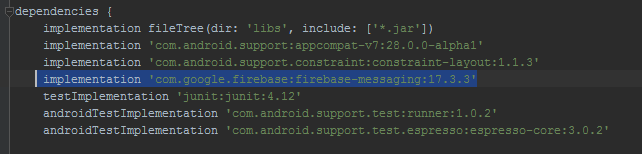 dependencies {
implementation fileTree(dir: 'libs', include: ['*.jar'])
implementation 'com.android.support:appcompat-v7:28.0.0-alpha1'
implementation 'com.android.support.constraint:constraint-layout:1.1.3'
implementation 'com.google.firebase:firebase-messaging:17.3.3'
testImplementation 'junit:junit:4.12'
androidTestImplementation 'com.android.support.test:runner:1.0.2'
androidTestImplementation 'com.android.support.test.espresso:espresso-core:3.0.2'